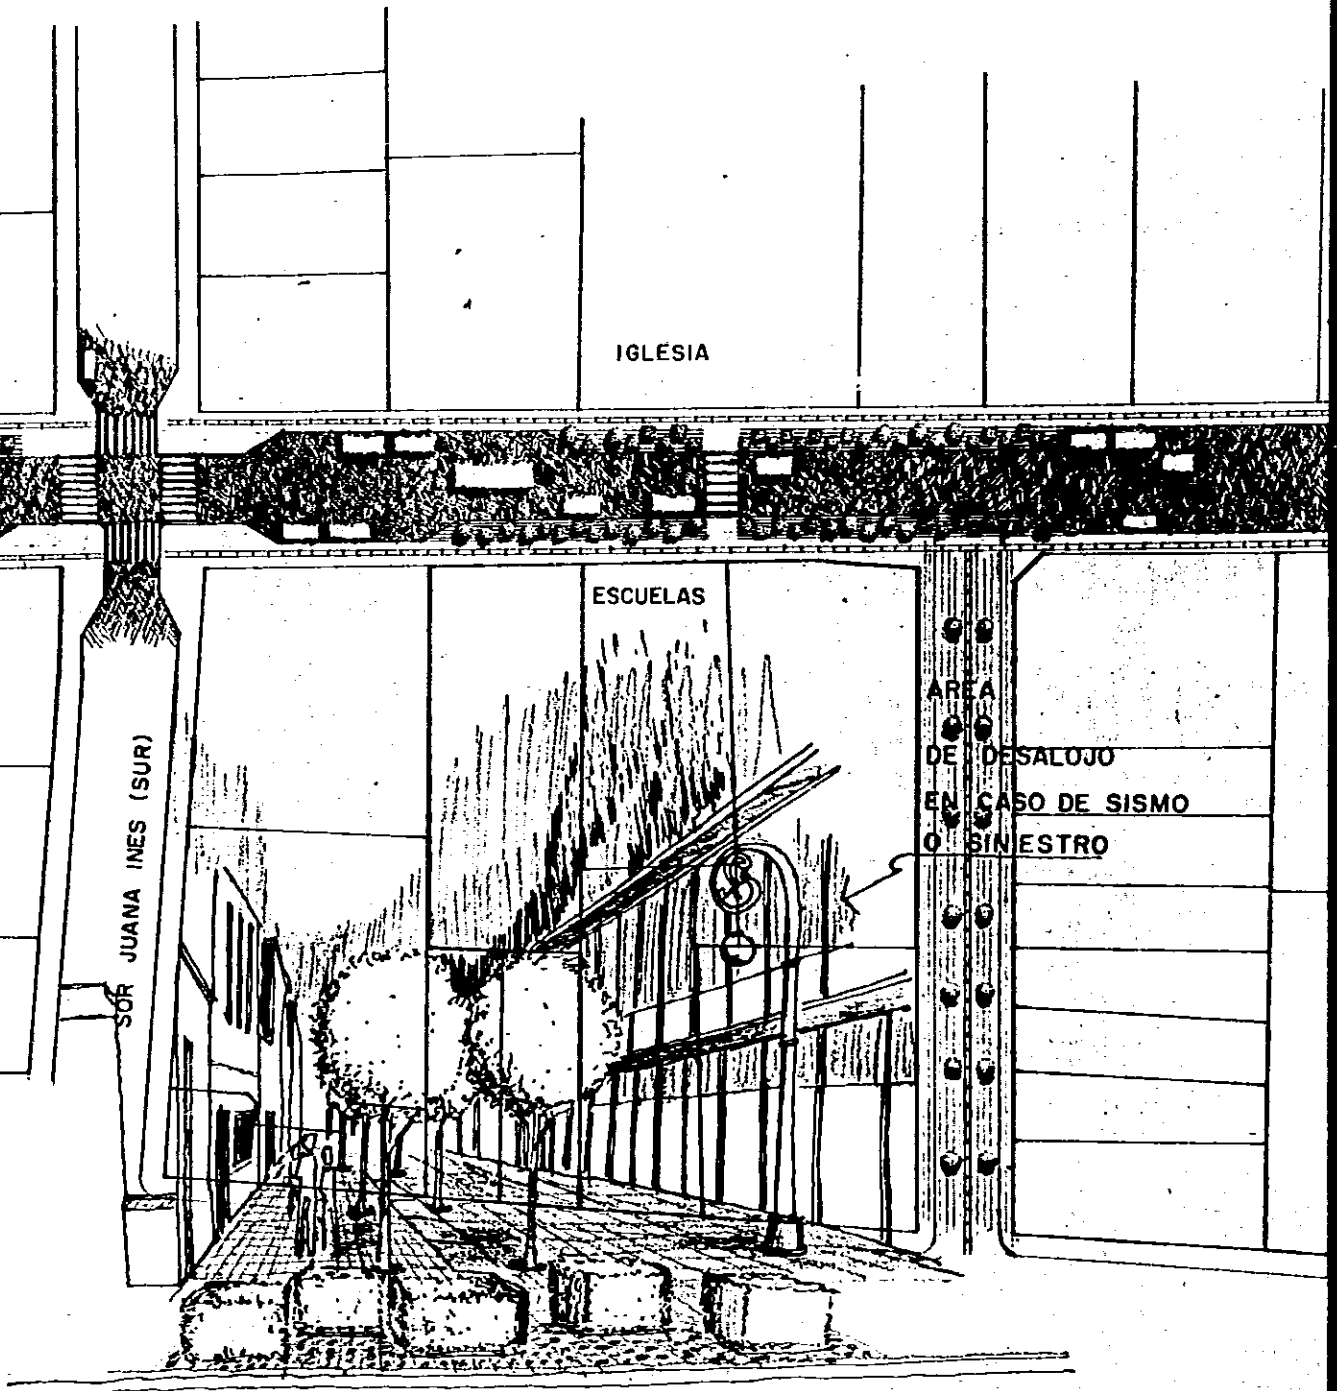 IGLESIA
ESCUELAS
AREA
DE DESALOJO
EN CASO DE SISMO
O SINIESTRO
SOR JUANA INES (SUR)